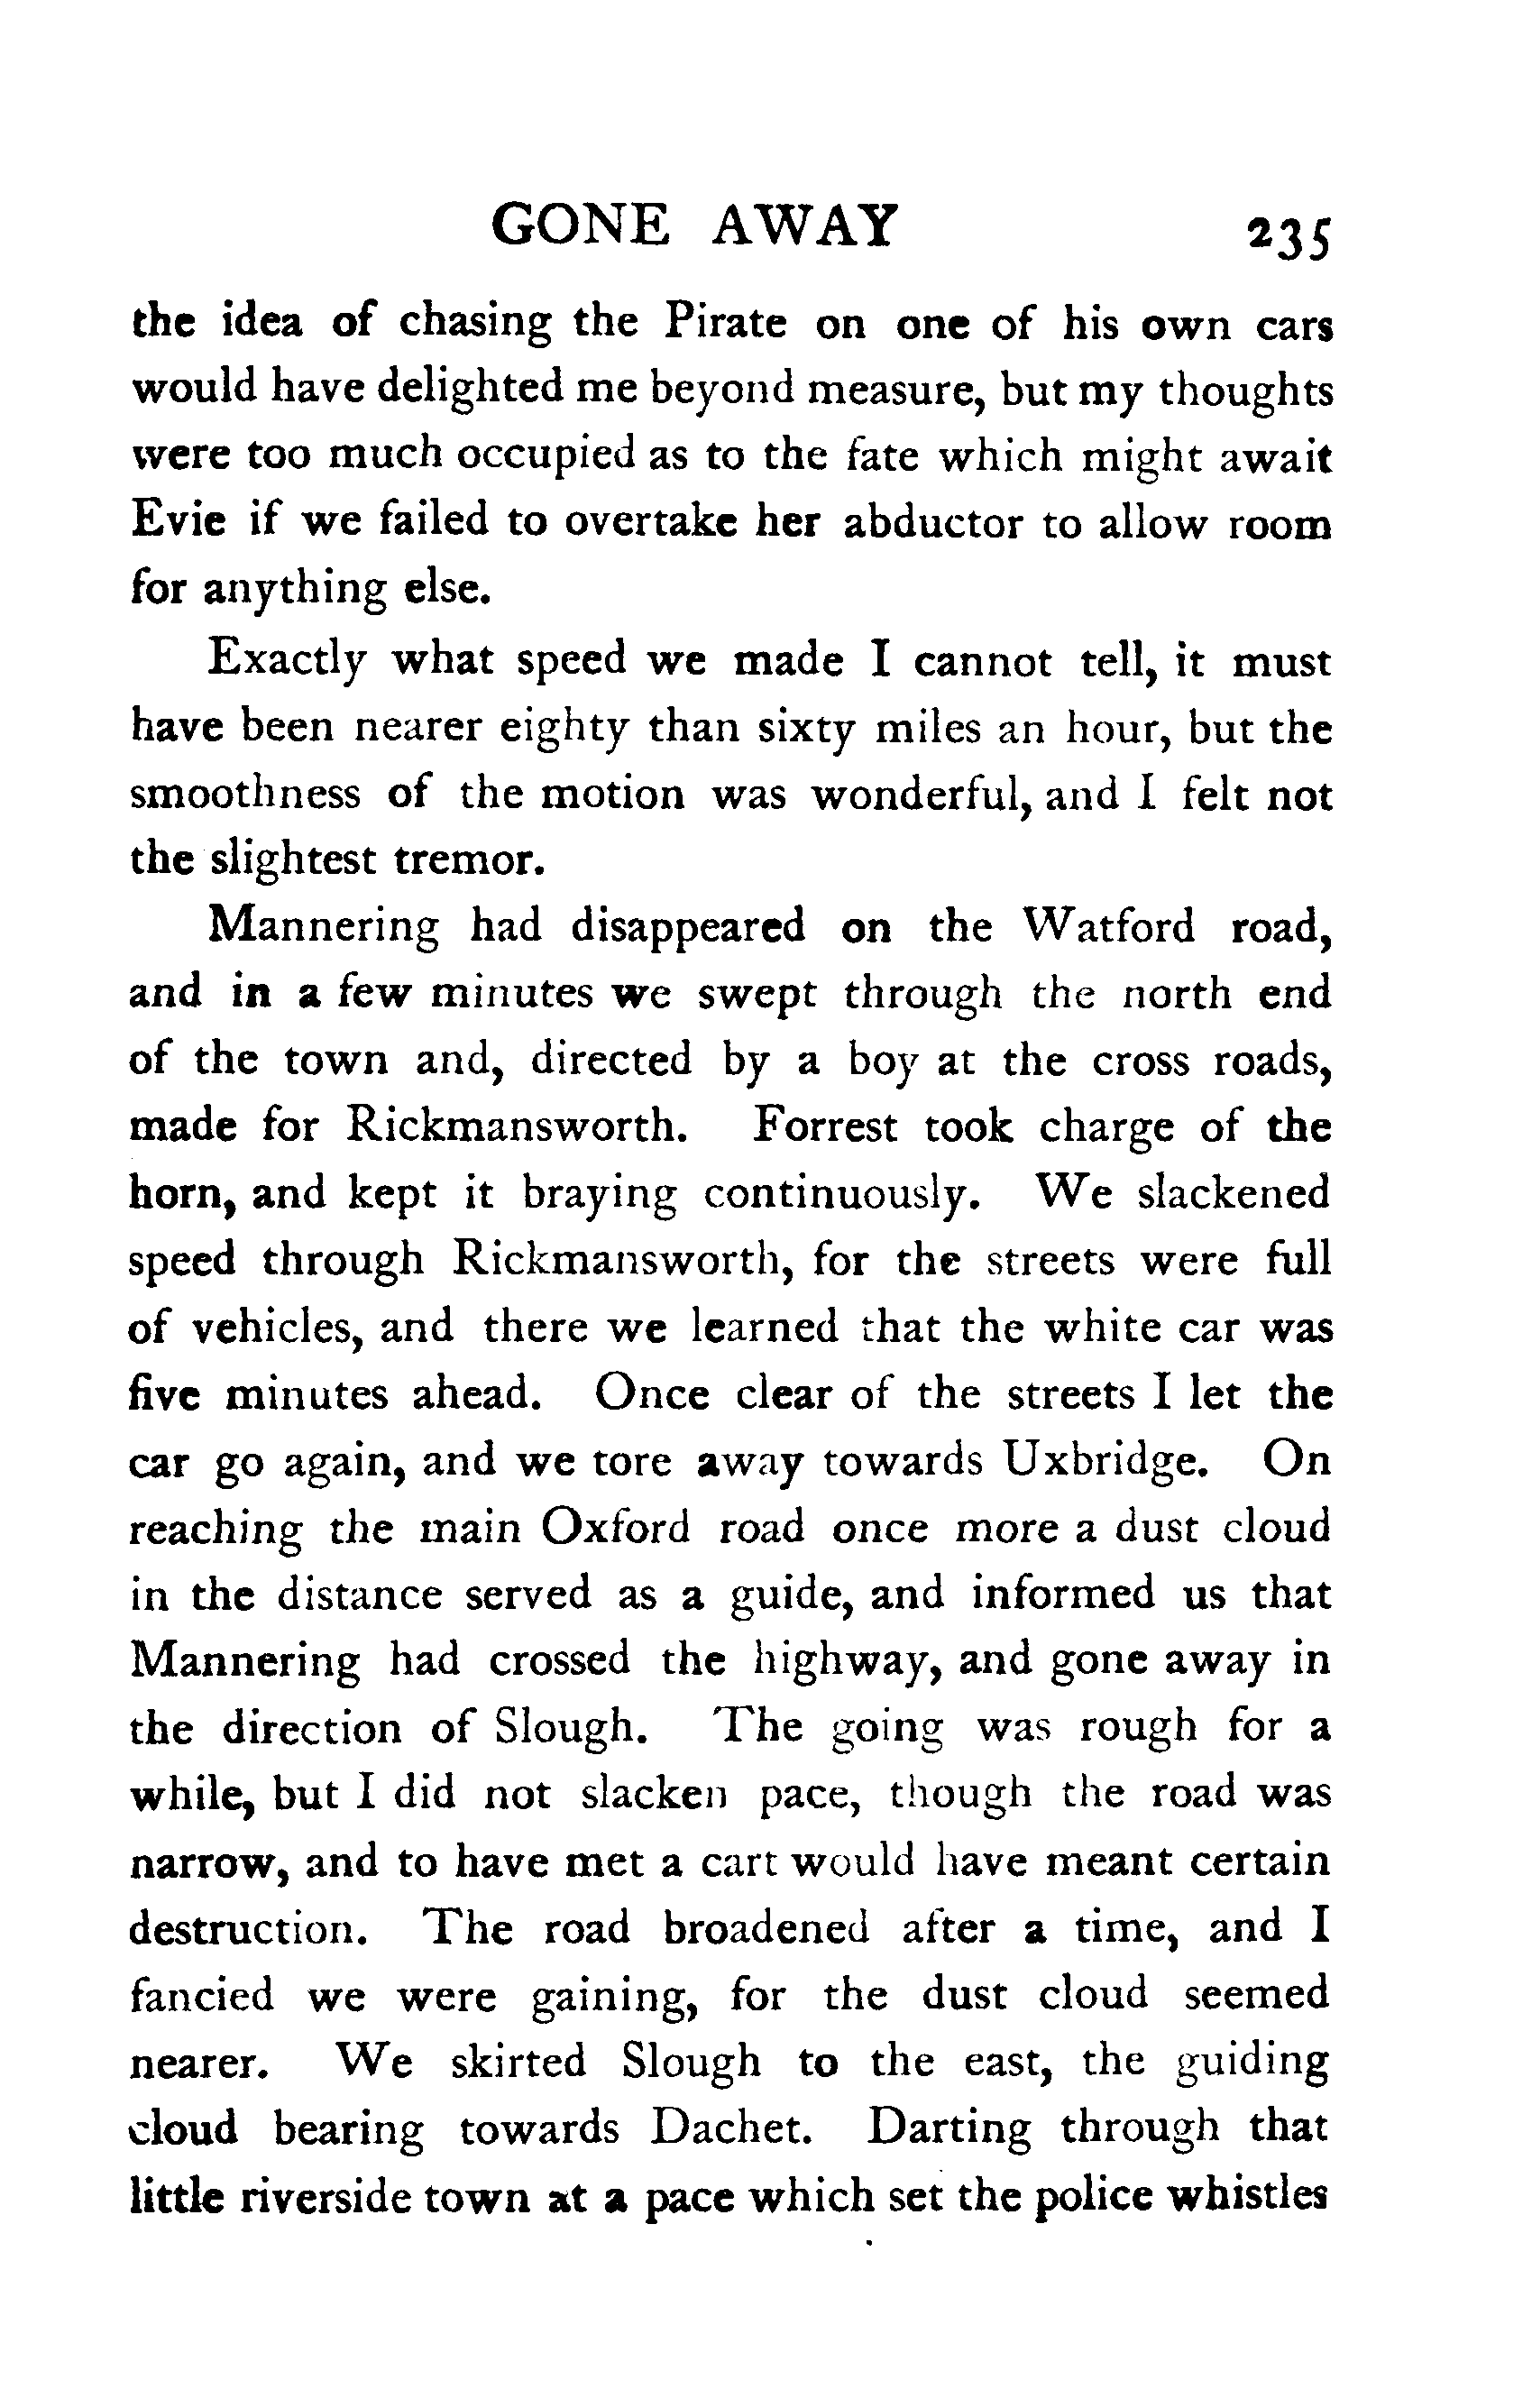 GONE AWAY 235
the idea of chasing the Pirate on one of his own cars
would have delighted me beyond measure, but my thoughts
were too much occupied as to the fate which might await
Evie if we failed to overtake her abductor to allow room
for anything else.
Exactly what speed we made I cannot tell, it must
have been nearer eighty than sixty miles an hour, but the
smoothness of the motion was wonderful, and I felt not
the slightest tremor.
Mannering had disappeared on the Watford road,
and in a few minutes we swept through the north end
of the town and, directed by a boy at the cross roads,
made for Rickmansworth. Forrest took charge of the
horn, and kept it braying continuously. We slackened
speed through Rickmansworth, for the streets were full
of vehicles, and there we learned that the white car was
five minutes ahead. Once clear of the streets I let the
car go again, and we tore away towards Uxbridge. On
reaching the main Oxford road once more a dust cloud
in the distance served as a guide, and informed us that
Mannering had crossed the highway, and gone away in
the direction of Slough. The going was rough for a
while, but I did not slacken pace, though the road was
narrow, and to have met a cart would have meant certain
destruction. The road broadened after a time, and I
fancied we were gaining, for the dust cloud seemed
nearer. We skirted Slough to the east, the guiding
cloud bearing towards Dachet. Darting through that
little riverside town at a pace which set the police whistles